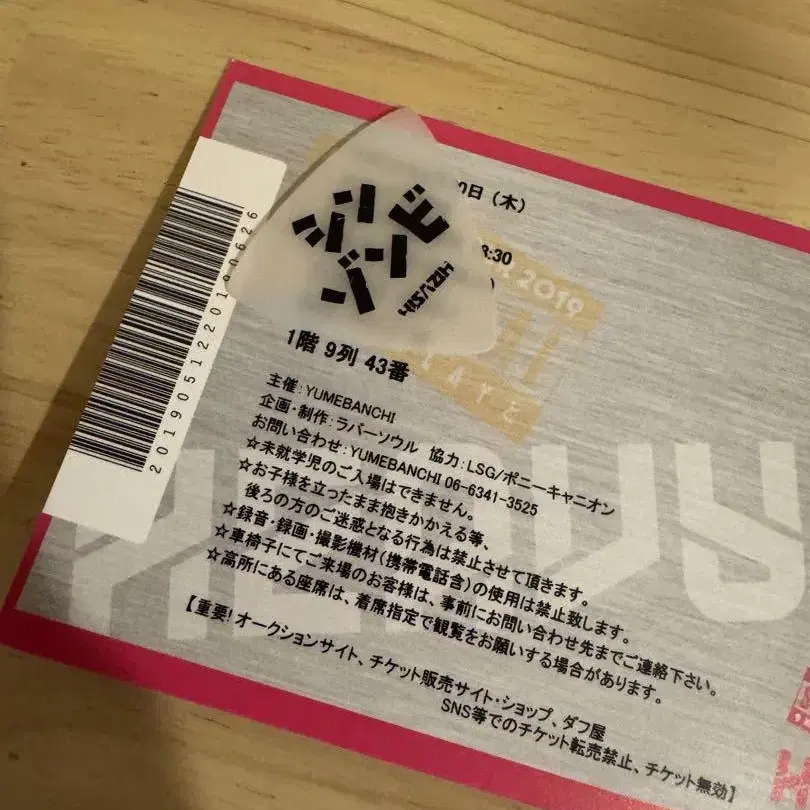 0日（木）
8:30
2019
シン
ゾンビ
HISASHI
2019051220190626
1階 9列 43番
主催：YUMEBANCHI
企画・制作：ラバーソウル 協力：LSG/ポニーキャニオン
お問い合わせ：YUMEBANCHI 06-6341-3525
☆未就学児のご入場はできません。
☆お子様を立ったまま抱きかかえる等、
後ろの方のご迷惑となる行為は禁止させて頂きます。
☆録音・録画・撮影機材(携帯電話含)の使用は禁止致します。
☆車椅子にてご来場のお客様は、事前にお問い合わせ先までご連絡下さい。
☆高所にある座席は、着席指定で観覧をお願いする場合があります。
【重要！オークションサイト、チケット販売サイト・ショップ、ダフ屋
SNS等でのチケット転売禁止、チケット無効】